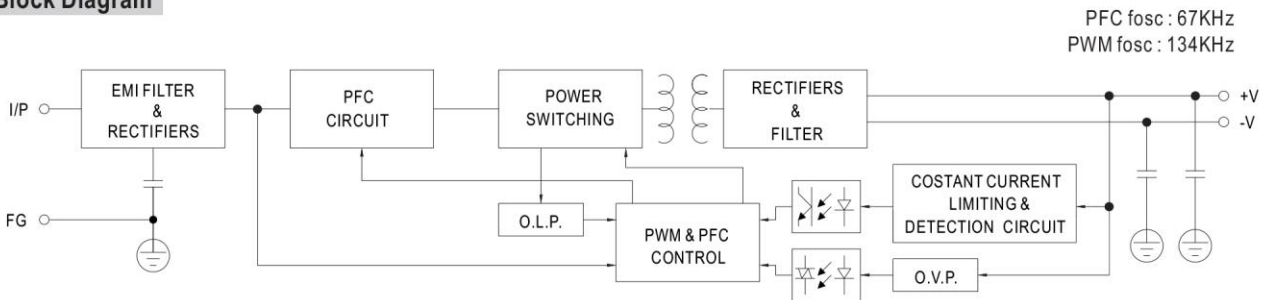 Block Diagram
PFC fosc : 67KHz
PWM fosc : 134KHz
I/P
EMI FILTER
&
RECTIFIERS
PFC
CIRCUIT
POWER
SWITCHING
RECTIFIERS
&
FILTER
+V
-V
FG
O.L.P.
PWM & PFC
CONTROL
COSTANT CURRENT
LIMITING &
DETECTION CIRCUIT
O.V.P.